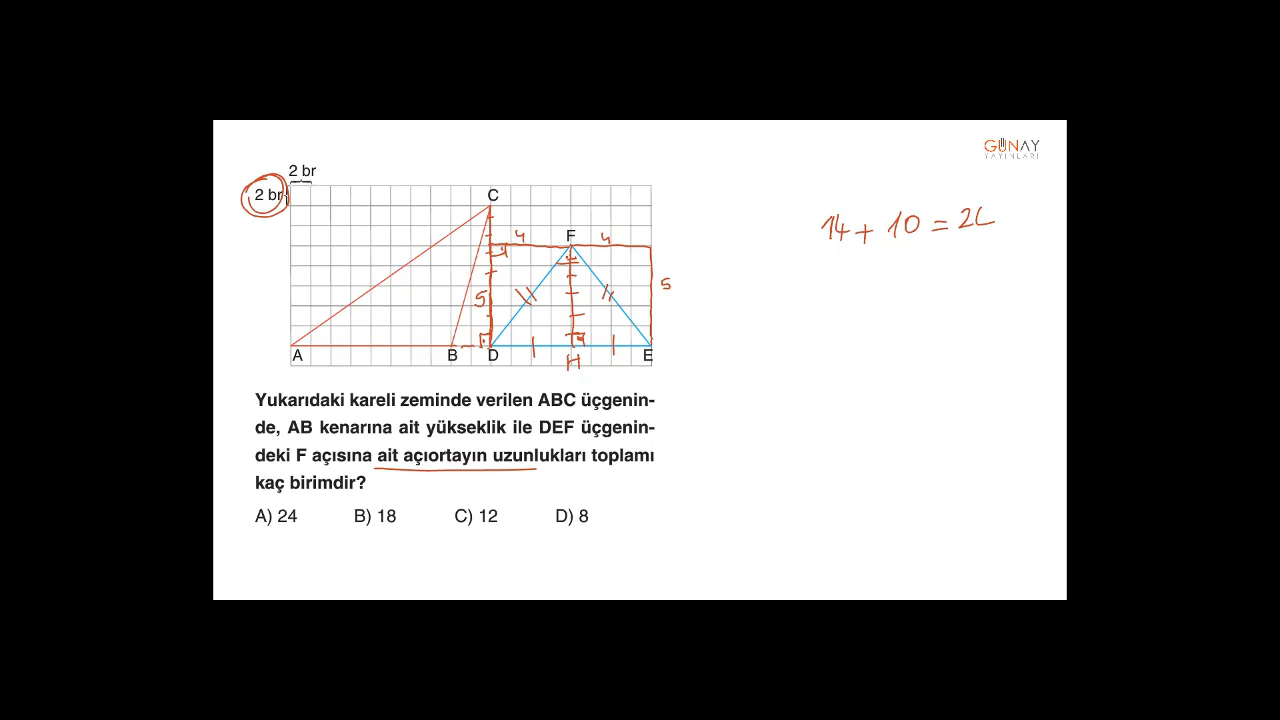 GÜNAY
YAYINLARI
2 br
2 br
C
14 + 10 = 2
4
F
4
5
5
A
B
D
H
E
Yukarıdaki kareli zeminde verilen ABC üçgenin-
de, AB kenarına ait yükseklik ile DEF üçgenin-
deki F açısına ait açıortayın uzunlukları toplamı
kaç birimdir?
A) 24
B) 18
C) 12
D) 8